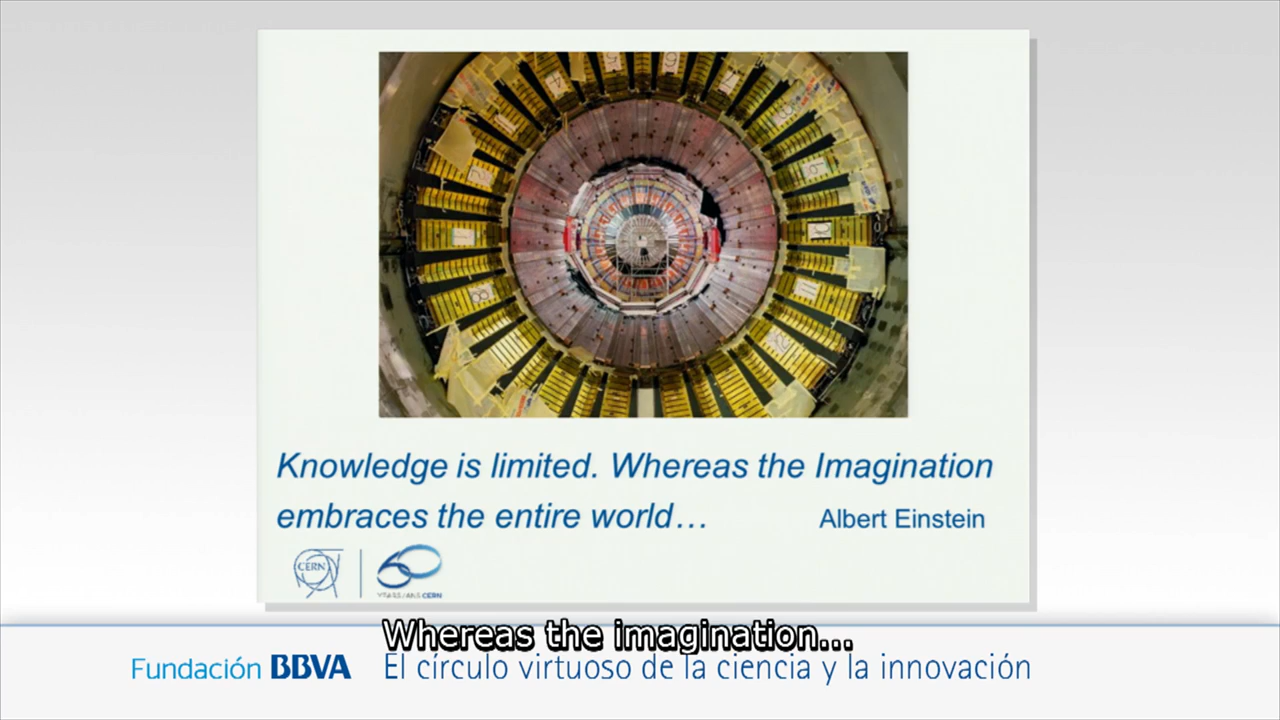 Knowledge is limited. Whereas the Imagination
embraces the entire world…
Albert Einstein
CERN
60
YEARS/ANS CERN
Whereas the imagination...
Fundación BBVA
El círculo virtuoso de la ciencia y la innovación